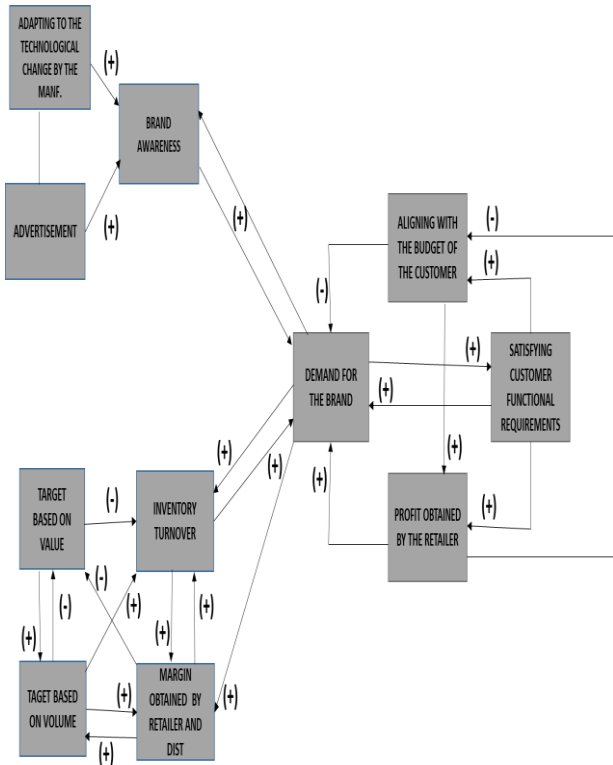 ADAPTING TO THE
TECHNOLOGICAL
CHANGE BY THE
MANF.
(+)
BRAND
AWARENESS
ADVERTISEMENT
(+)
(+)
ALIGNING WITH
THE BUDGET OF
THE CUSTOMER
(-)
(+)
(-)
DEMAND FOR
THE BRAND
(+)
(+)
SATISFYING
CUSTOMER
FUNCTIONAL
REQUIREMENTS
(+)
(+)
(+)
(+)
(+)
PROFIT OBTAINED
BY THE RETAILER
TARGET
BASED ON
VALUE
(-)
INVENTORY
TURNOVER
(+)
(-)
(-)
(+)
(+)
(+)
TAGET BASED
ON VOLUME
(+)
(+)
MARGIN
OBTAINED BY
RETAILER AND
DIST
(+)